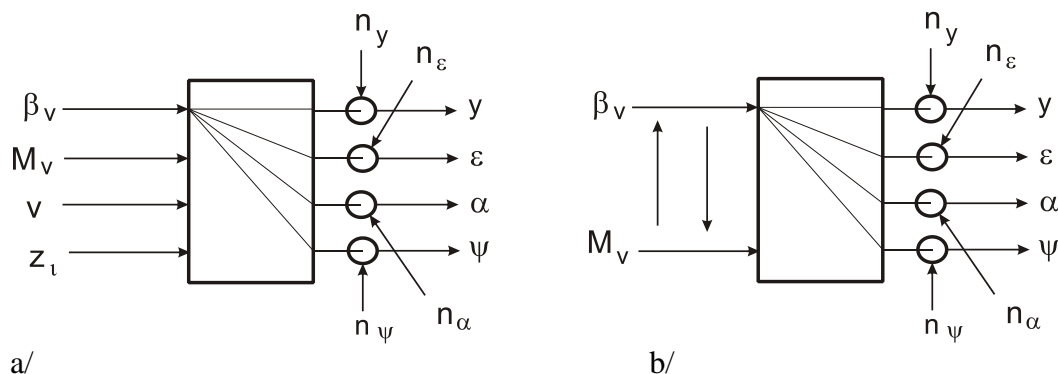 n_y
n_ε
β_v
y
M_v
ε
v
α
z_ι
ψ
n_ψ
n_α
a/
n_y
n_ε
β_v
y
ε
α
M_v
ψ
n_ψ
n_α
b/